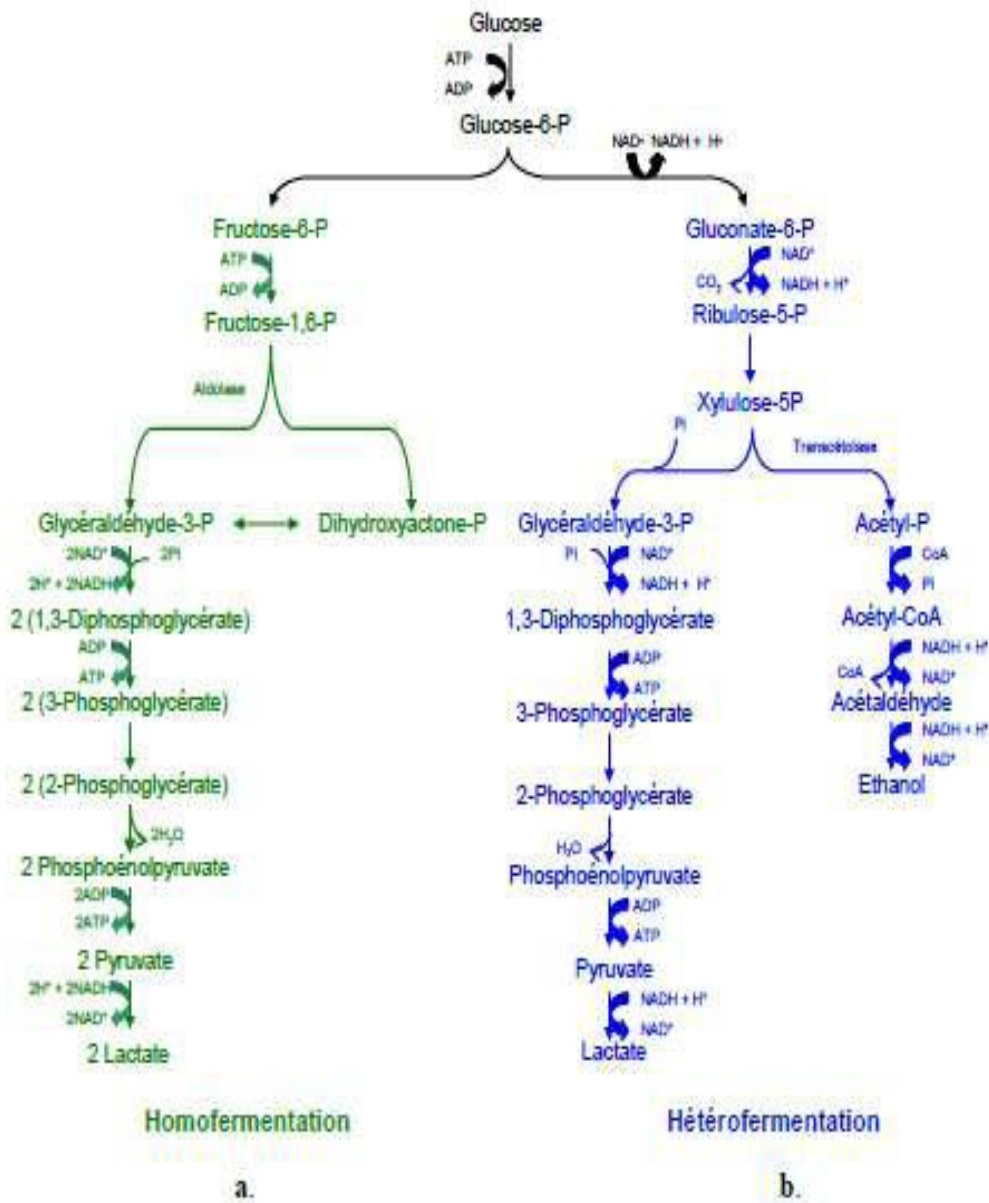 Glucose
ATP
ADP
Glucose-6-P
NAD+ NADH + H+
Fructose-6-P
ATP
ADP
Fructose-1,6-P
Aldolase
Glycéraldéhyde-3-P
Dihydroxyactone-P
2NAD+
2Pi
2H+ + 2NADH
2 (1,3-Diphosphoglycérate)
ADP
ATP
2 (3-Phosphoglycérate)
2 (2-Phosphoglycérate)
2H2O
2 Phosphoénolpyruvate
2ADP
2ATP
2 Pyruvate
2H+ + 2NADH
2NAD+
2 Lactate
Homofermentation
a.
Gluconate-6-P
NAD+
CO2
NADH + H+
Ribulose-5-P
Xylulose-5P
Pi
Transcétolase
Glycéraldéhyde-3-P
Pi
NAD+
NADH + H+
1,3-Diphosphoglycérate
ADP
ATP
3-Phosphoglycérate
2-Phosphoglycérate
H2O
Phosphoénolpyruvate
ADP
ATP
Pyruvate
NADH + H+
NAD+
Lactate
Acétyl-P
CoA
Pi
Acétyl-CoA
NADH + H+
CoA
NAD+
Acétaldéhyde
NADH + H+
NAD+
Ethanol
Hétérofermentation
b.